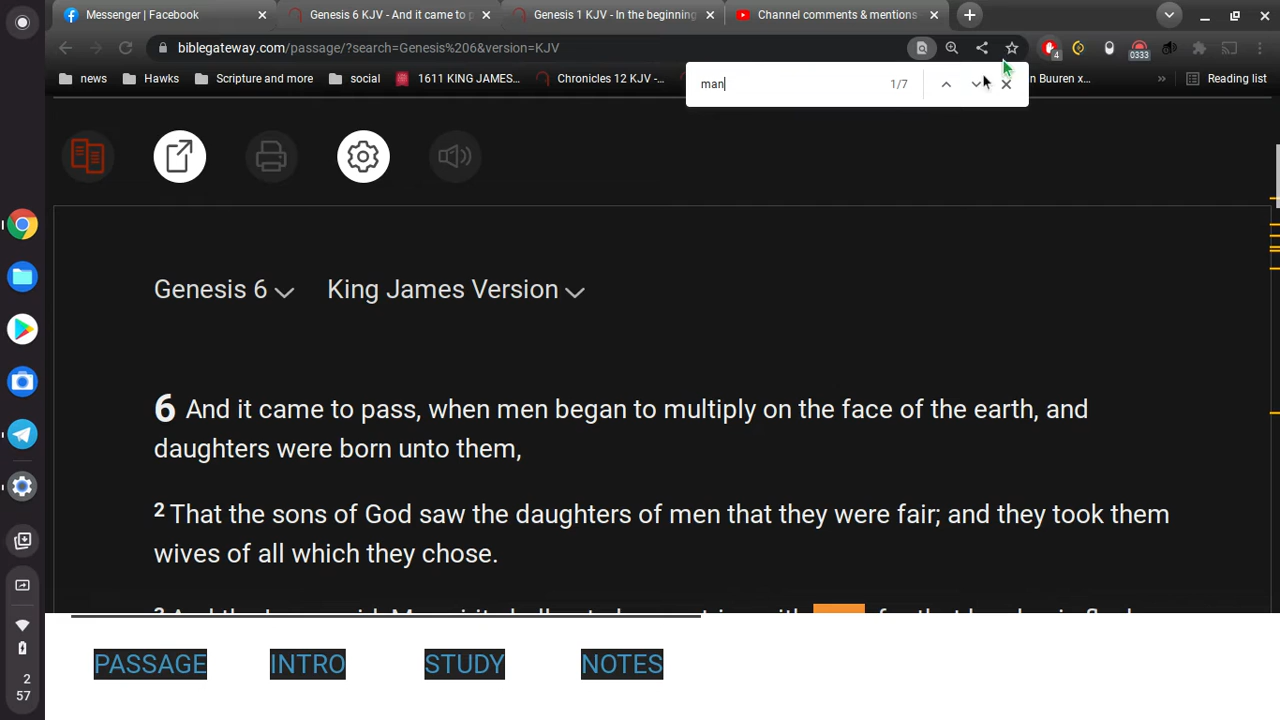 Messenger | Facebook
Genesis 6 KJV - And it came to p
Genesis 1 KJV - In the beginning
Channel comments & mentions
biblegateway.com/passage/?search=Genesis%206&version=KJV
4
0333
news
Hawks
Scripture and more
social
1611 KING JAMES...
Chronicles 12 KJV -...
n Buuren x...
»
Reading list
man
1/7
Genesis 6
King James Version
6 And it came to pass, when men began to multiply on the face of the earth, and
daughters were born unto them,
2 That the sons of God saw the daughters of men that they were fair; and they took them
wives of all which they chose.
PASSAGE
INTRO
STUDY
NOTES
2
57